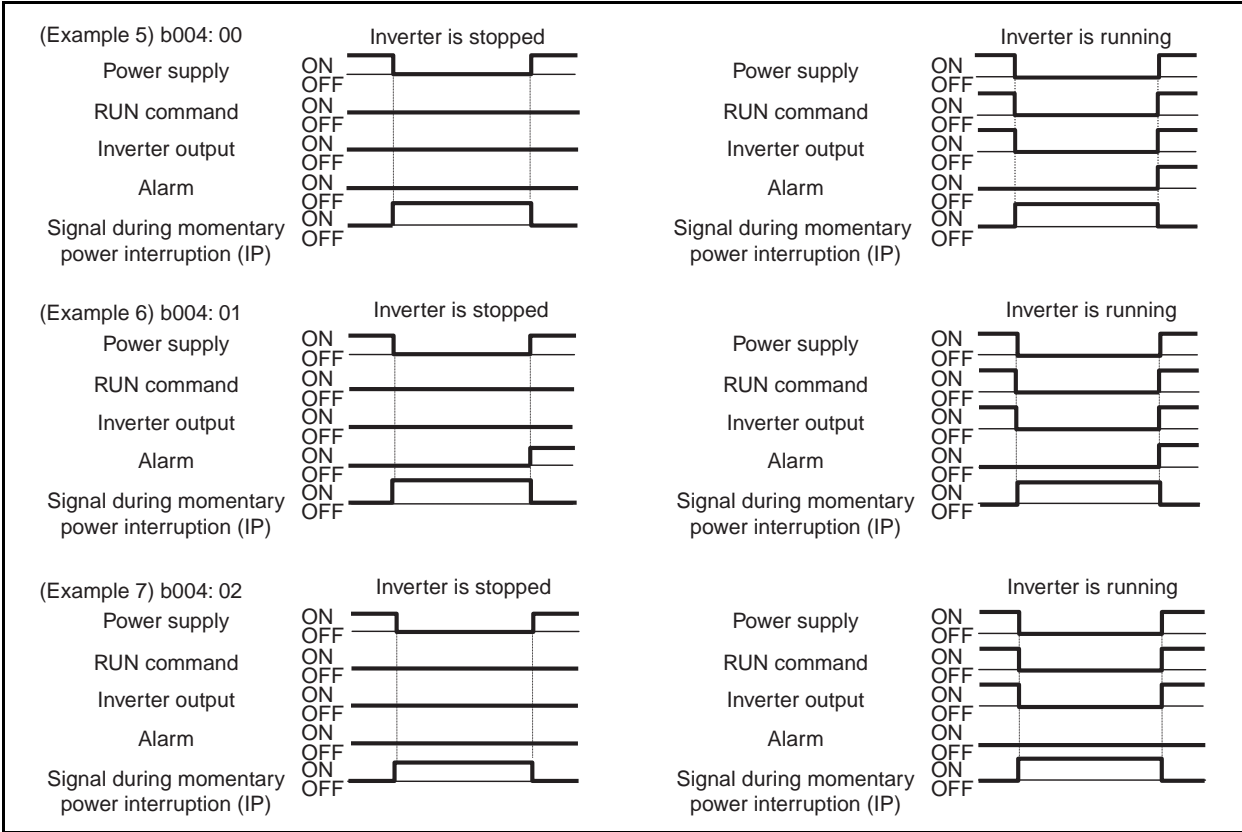 (Example 5) b004: 00
Inverter is stopped
Power supply
ON
OFF
RUN command
ON
OFF
Inverter output
ON
OFF
Alarm
ON
OFF
Signal during momentary
power interruption (IP)
ON
OFF
Inverter is running
Power supply
ON
OFF
RUN command
ON
OFF
Inverter output
ON
OFF
Alarm
ON
OFF
Signal during momentary
power interruption (IP)
ON
OFF
(Example 6) b004: 01
Inverter is stopped
Power supply
ON
OFF
RUN command
ON
OFF
Inverter output
ON
OFF
Alarm
ON
OFF
Signal during momentary
power interruption (IP)
ON
OFF
Inverter is running
Power supply
ON
OFF
RUN command
ON
OFF
Inverter output
ON
OFF
Alarm
ON
OFF
Signal during momentary
power interruption (IP)
ON
OFF
(Example 7) b004: 02
Inverter is stopped
Power supply
ON
OFF
RUN command
ON
OFF
Inverter output
ON
OFF
Alarm
ON
OFF
Signal during momentary
power interruption (IP)
ON
OFF
Inverter is running
Power supply
ON
OFF
RUN command
ON
OFF
Inverter output
ON
OFF
Alarm
ON
OFF
Signal during momentary
power interruption (IP)
ON
OFF